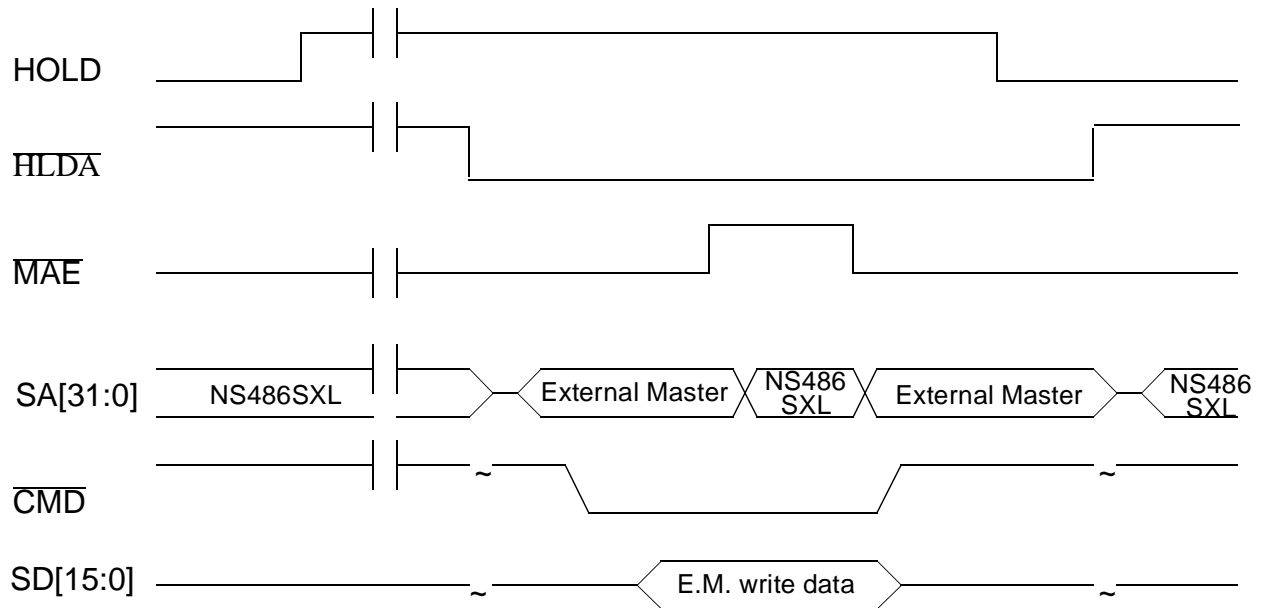 HOLD
HLDA
MAE
SA[31:0]
NS486SXL
External Master
NS486
SXL
External Master
NS486
SXL
CMD
~
~
SD[15:0]
~
E.M. write data
~